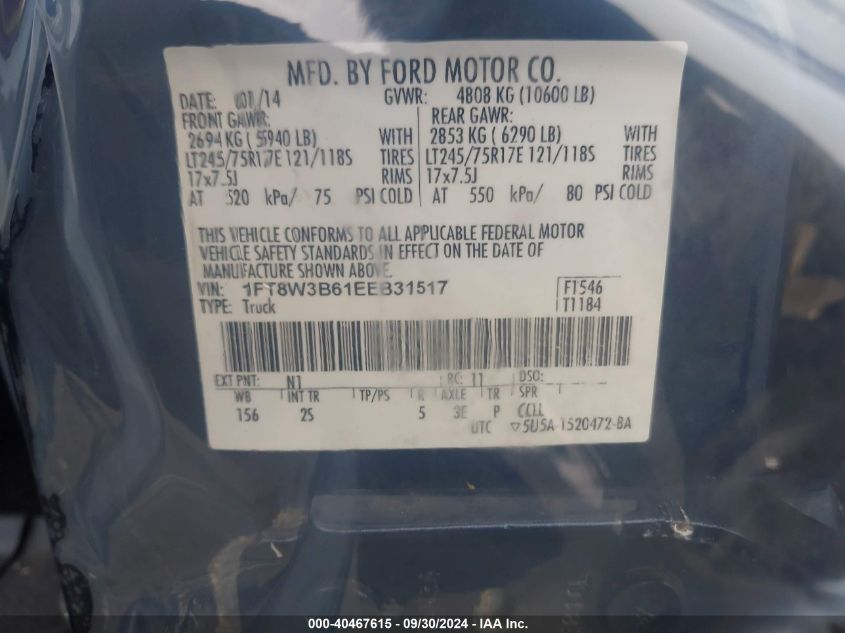 MFD. BY FORD MOTOR CO.
DATE: 01/14 GVWR: 4808 KG (10600 LB)
FRONT GAWR: REAR GAWR:
2694 KG ( 5940 LB) WITH 2853 KG ( 6290 LB) WITH
LT245/75R17E 121/118S TIRES LT245/75R17E 121/118S TIRES
17x7.5J RIMS 17x7.5J RIMS
AT 520 kPa/ 75 PSI COLD AT 550 kPa/ 80 PSI COLD
THIS VEHICLE CONFORMS TO ALL APPLICABLE FEDERAL MOTOR
VEHICLE SAFETY STANDARDS IN EFFECT ON THE DATE OF
MANUFACTURE SHOWN ABOVE.
VIN: 1FT8W3B61EEB31517 F1546
TYPE: Truck T1184
EXT PNT: N1 RC: 11 DSO:
WB INT TR TP/PS R AXLE TR SPR
156 2S 5 3E P CCLL
UTC ▽5U5A-1520472-BA
000-40467615 - 09/30/2024 - IAAI Inc.